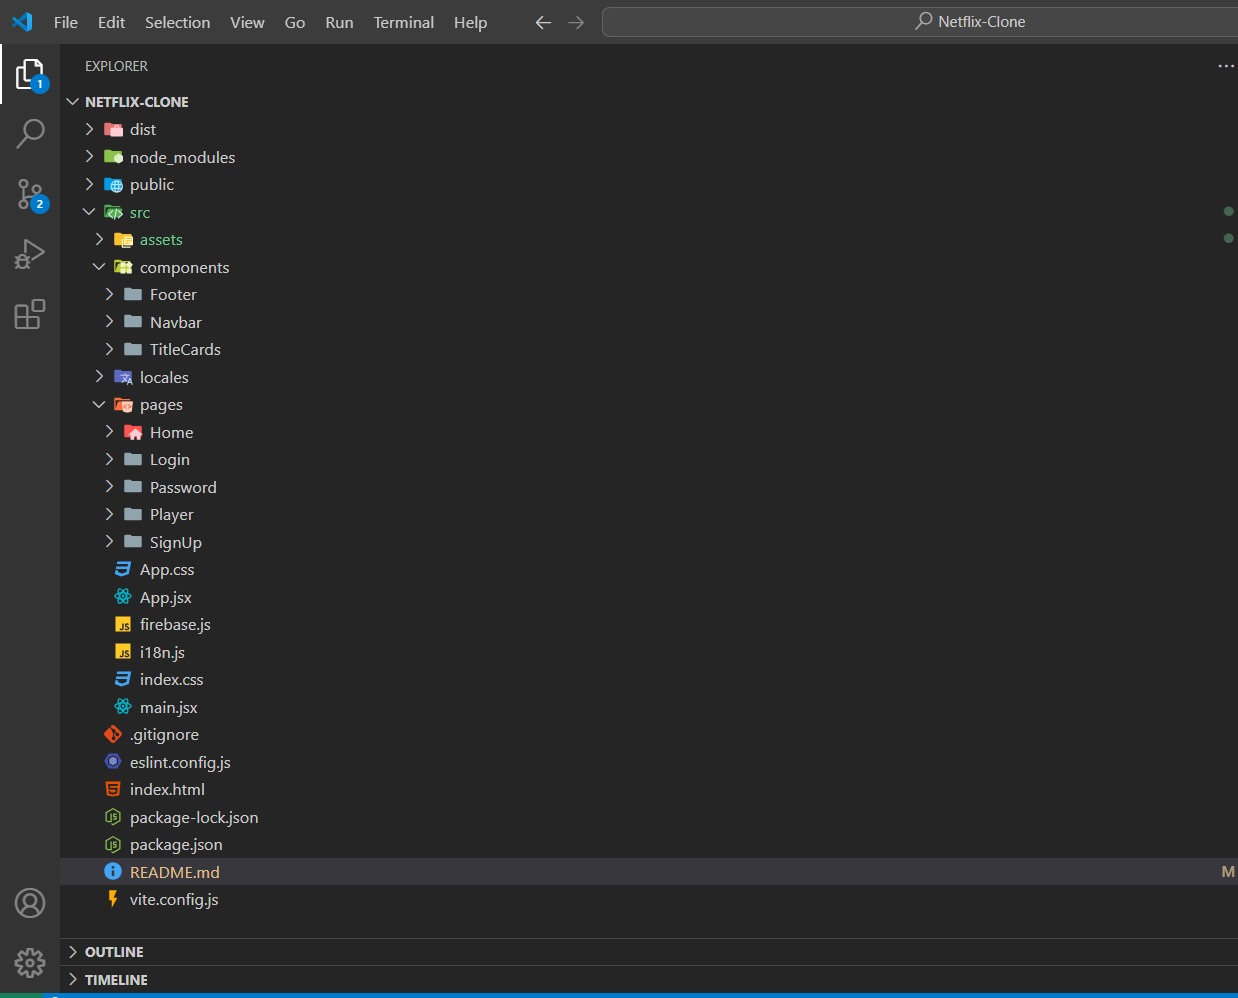 File Edit Selection View Go Run Terminal Help Netflix-Clone
EXPLORER
NETFLIX-CLONE
dist
node_modules
public
src
assets
components
Footer
Navbar
TitleCards
locales
pages
Home
Login
Password
Player
SignUp
App.css
App.jsx
firebase.js
i18n.js
index.css
main.jsx
.gitignore
eslint.config.js
index.html
package-lock.json
package.json
README.md M
vite.config.js
OUTLINE
TIMELINE
1
2